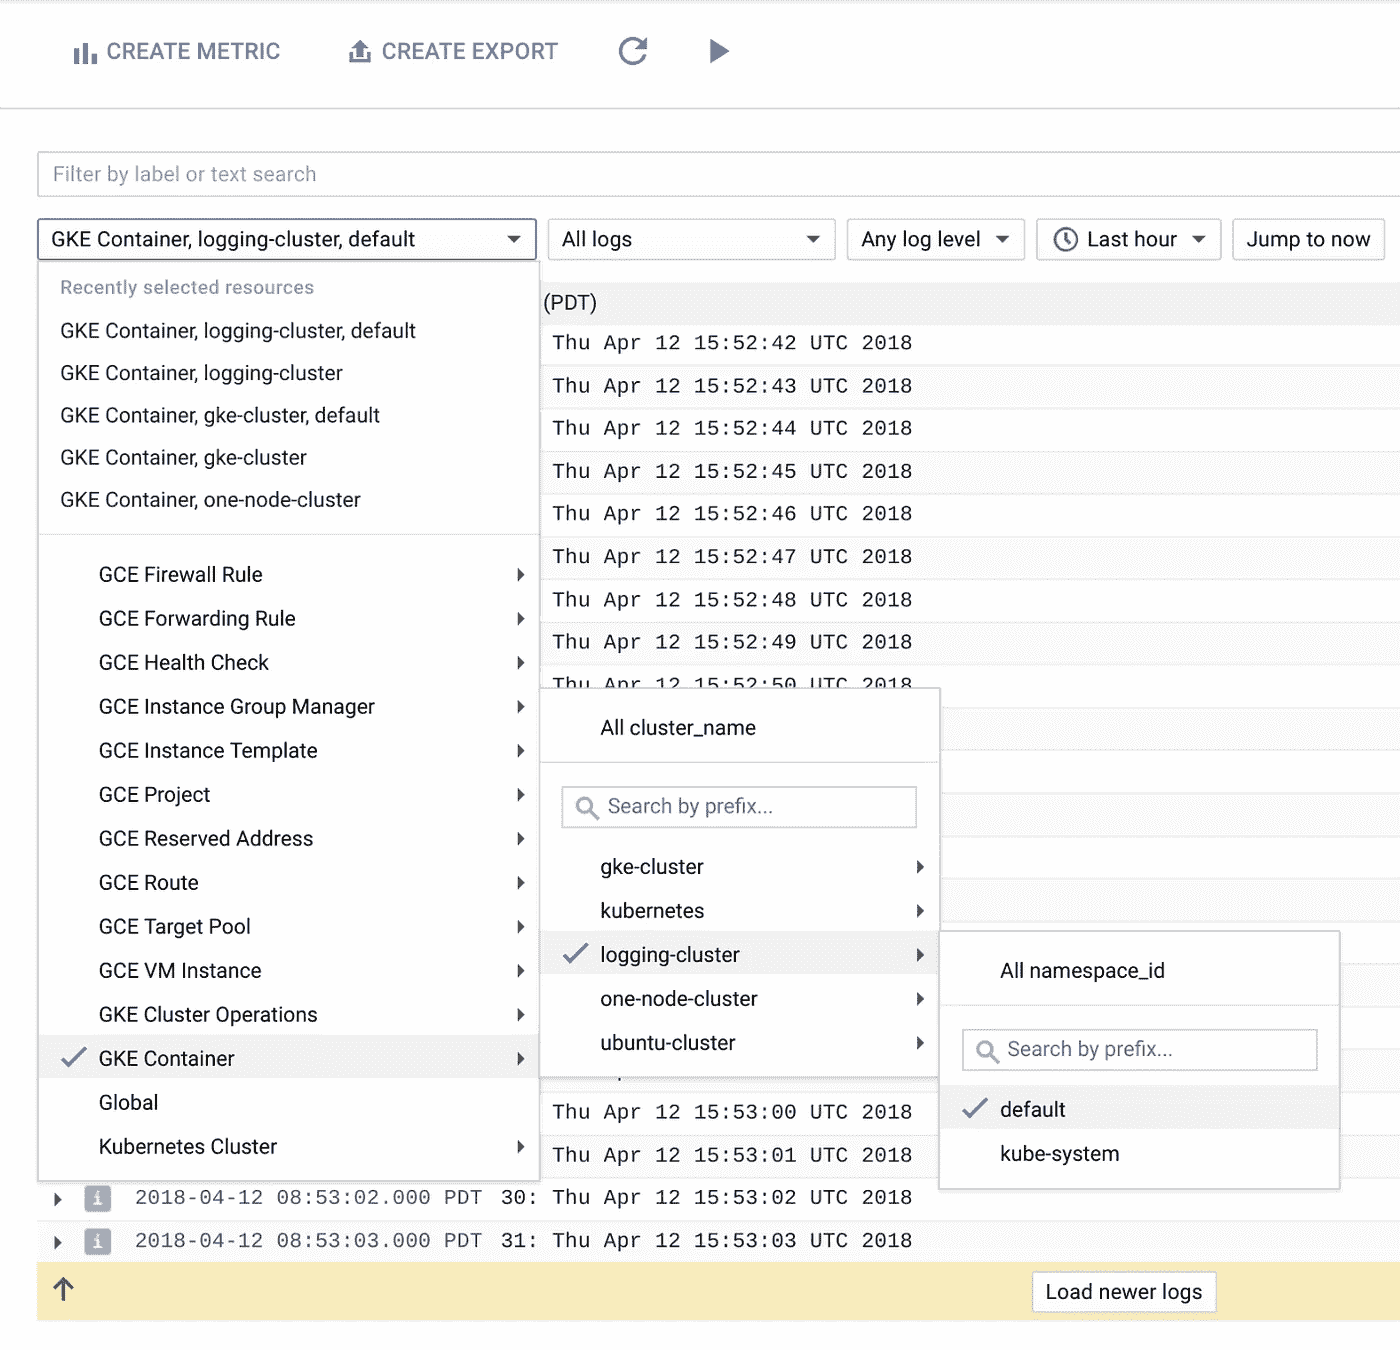 CREATE METRIC CREATE EXPORT
Filter by label or text search
GKE Container, logging-cluster, default All logs Any log level Last hour Jump to now
Recently selected resources
GKE Container, logging-cluster, default
GKE Container, logging-cluster
GKE Container, gke-cluster, default
GKE Container, gke-cluster
GKE Container, one-node-cluster
GCE Firewall Rule
GCE Forwarding Rule
GCE Health Check
GCE Instance Group Manager
GCE Instance Template
GCE Project
GCE Reserved Address
GCE Route
GCE Target Pool
GCE VM Instance
GKE Cluster Operations
GKE Container
Global
Kubernetes Cluster
(PDT)
Thu Apr 12 15:52:42 UTC 2018
Thu Apr 12 15:52:43 UTC 2018
Thu Apr 12 15:52:44 UTC 2018
Thu Apr 12 15:52:45 UTC 2018
Thu Apr 12 15:52:46 UTC 2018
Thu Apr 12 15:52:47 UTC 2018
Thu Apr 12 15:52:48 UTC 2018
Thu Apr 12 15:52:49 UTC 2018
Thu Apr 12 15:52:50 UTC 2018
All cluster_name
Search by prefix...
gke-cluster
kubernetes
logging-cluster
one-node-cluster
ubuntu-cluster
All namespace_id
Search by prefix...
default
kube-system
Thu Apr 12 15:53:00 UTC 2018
Thu Apr 12 15:53:01 UTC 2018
i 2018-04-12 08:53:02.000 PDT 30: Thu Apr 12 15:53:02 UTC 2018
i 2018-04-12 08:53:03.000 PDT 31: Thu Apr 12 15:53:03 UTC 2018
Load newer logs